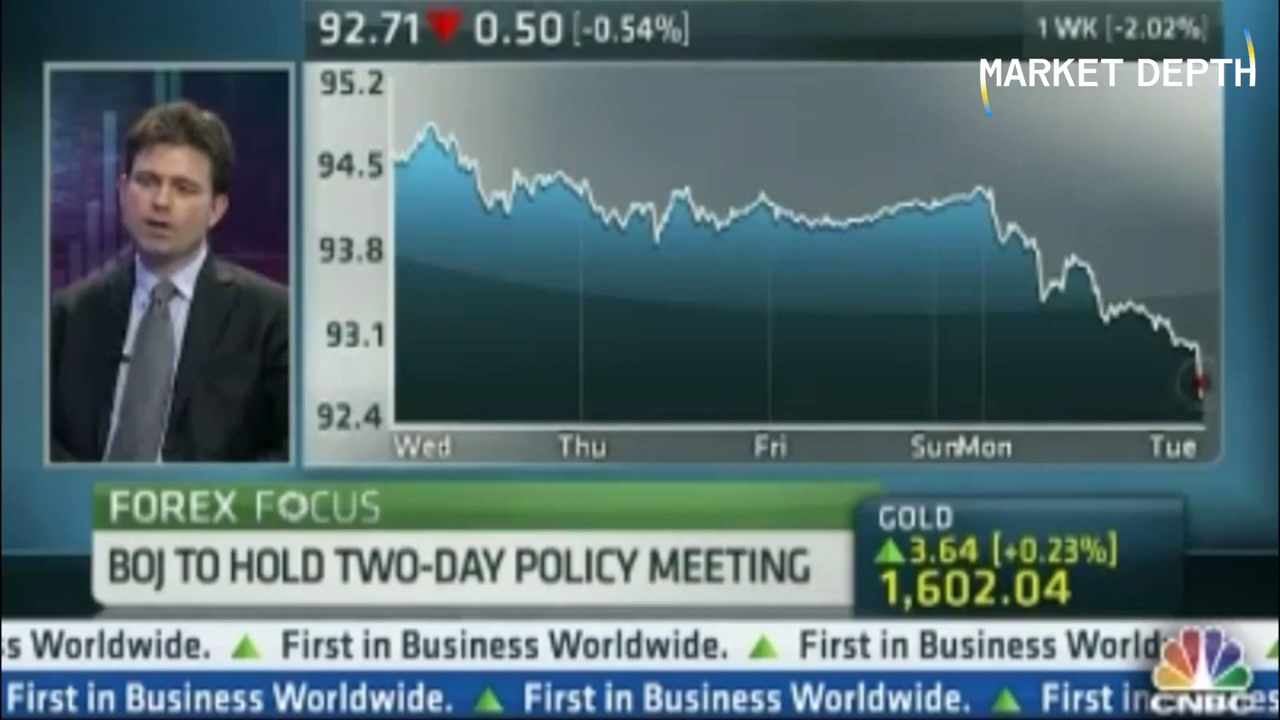 92.71 ▼ 0.50 [-0.54%]
1 WK [-2.02%]
MARKET DEPTH
95.2
94.5
93.8
93.1
92.4
Wed Thu Fri Sun Mon Tue
FOREX FOCUS
BOJ TO HOLD TWO-DAY POLICY MEETING
GOLD
▲3.64 [+0.23%]
1,602.04
s Worldwide. ▲ First in Business Worldwide. ▲ First in Business World
First in Business Worldwide. ▲ First in Business Worldwide. ▲ First in
CNBC